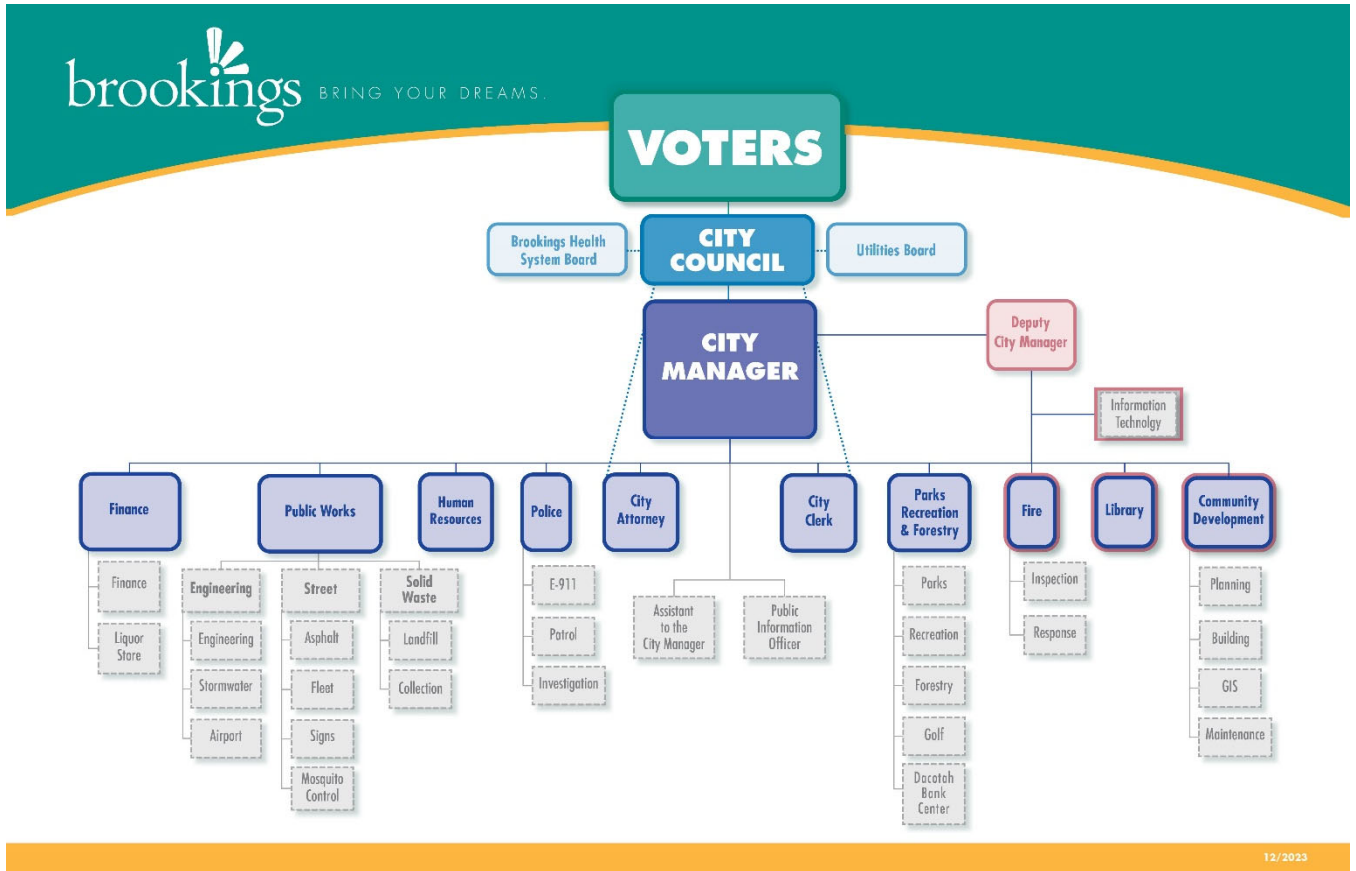 brookings BRING YOUR DREAMS.
VOTERS
Brookings Health
System Board
CITY
COUNCIL
Utilities Board
CITY
MANAGER
Deputy
City Manager
Information
Technolgy
Finance
Public Works
Human
Resources
Police
City
Attorney
City
Clerk
Parks
Recreation
& Forestry
Fire
Library
Community
Development
Finance
Liquor
Store
Engineering
Engineering
Stormwater
Airport
Street
Asphalt
Fleet
Signs
Mosquito
Control
Solid
Waste
Landfill
Collection
E-911
Patrol
Investigation
Assistant
to the
City Manager
Public
Information
Officer
Parks
Recreation
Forestry
Golf
Dacotah
Bank
Center
Inspection
Response
Planning
Building
GIS
Maintenance
12/2023